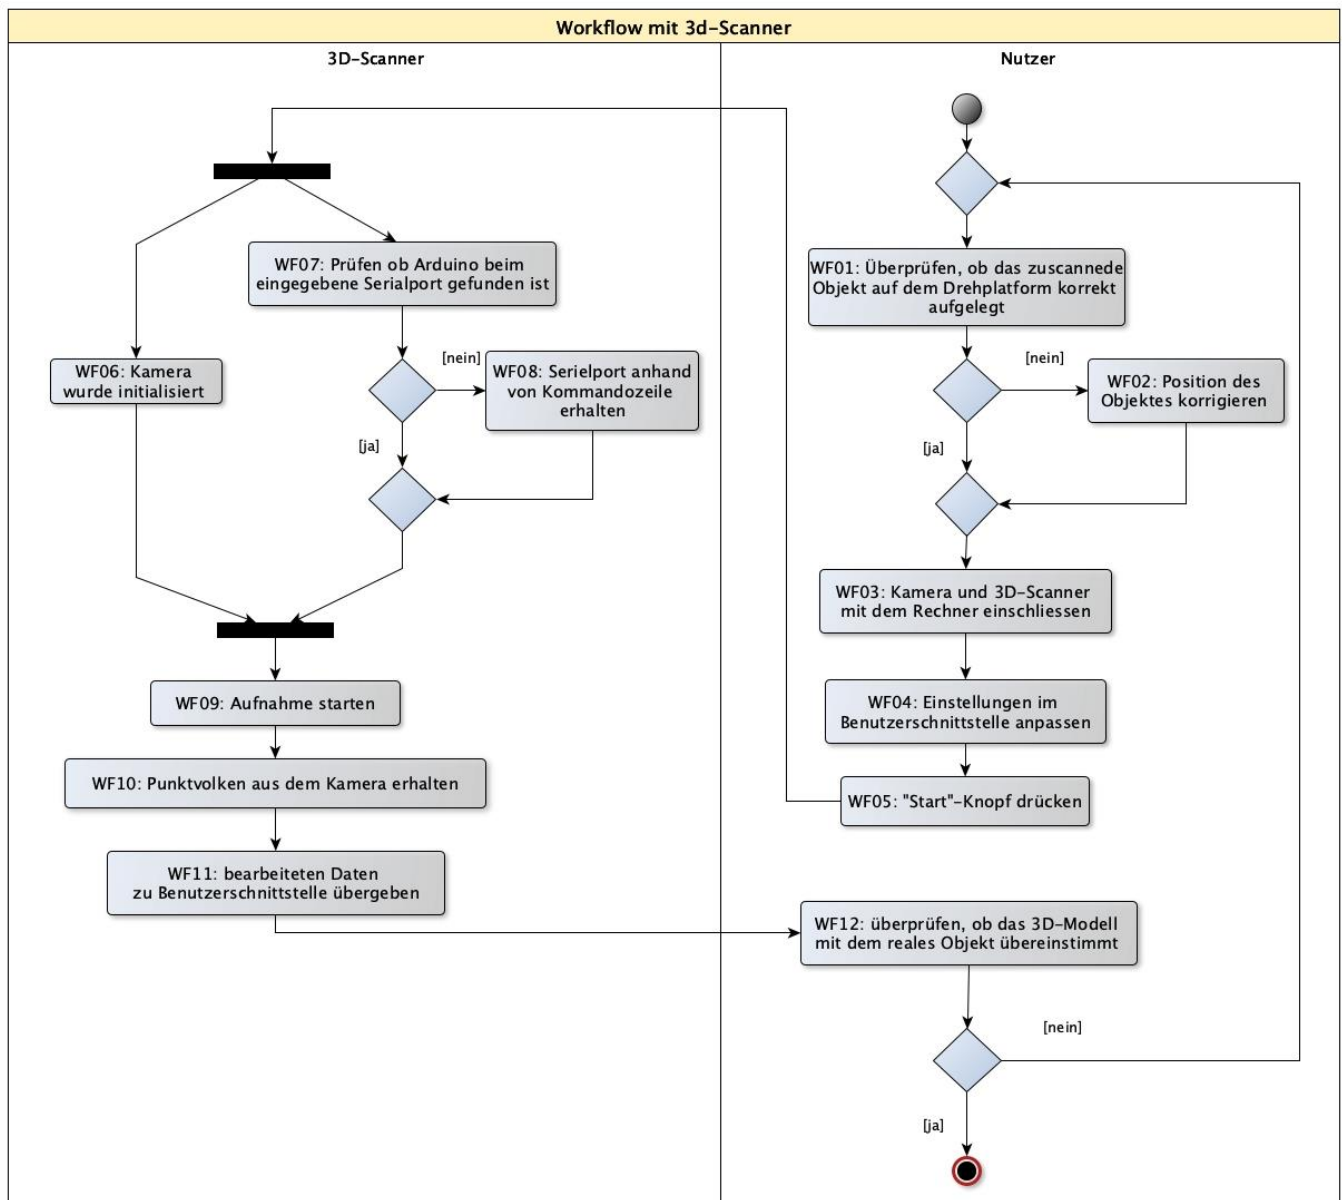 Workflow mit 3d-Scanner
3D-Scanner
Nutzer
WF07: Prüfen ob Arduino beim
eingegebene Serialport gefunden ist
WF06: Kamera
wurde initialisiert
[nein]
WF08: Serielport anhand
von Kommandozeile
erhalten
[ja]
WF09: Aufnahme starten
WF10: Punktvolken aus dem Kamera erhalten
WF11: bearbeiteten Daten
zu Benutzerschnittstelle übergeben
WF01: Überprüfen, ob das zuscannede
Objekt auf dem Drehplatform korrekt
aufgelegt
[nein]
WF02: Position des
Objektes korrigieren
[ja]
WF03: Kamera und 3D-Scanner
mit dem Rechner einschliessen
WF04: Einstellungen im
Benutzerschnittstelle anpassen
WF05: "Start"-Knopf drücken
WF12: überprüfen, ob das 3D-Modell
mit dem reales Objekt übereinstimmt
[nein]
[ja]